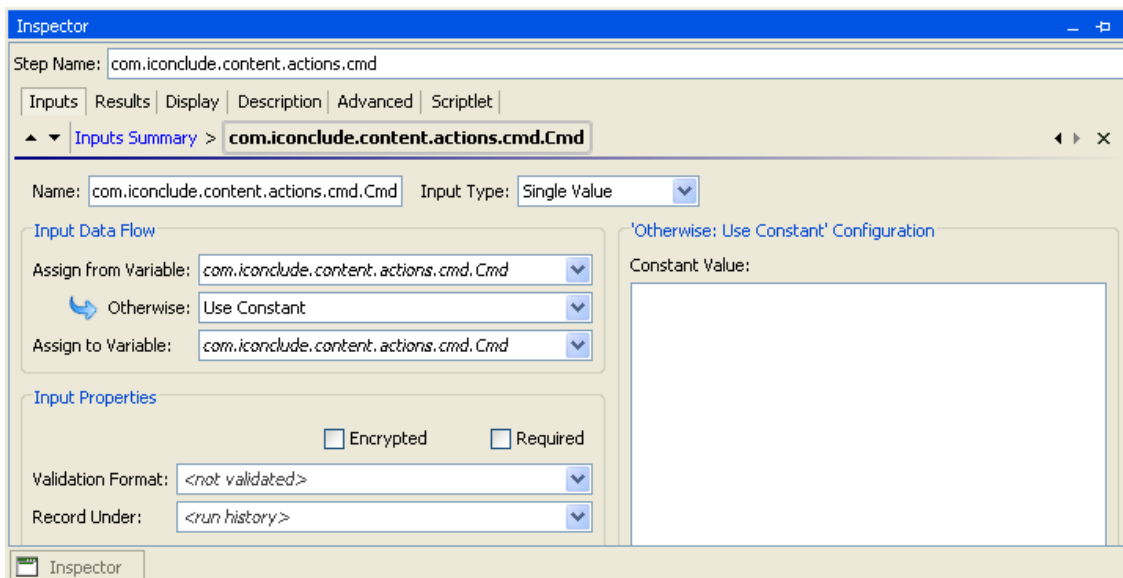 Inspector
Step Name: com.iconclude.content.actions.cmd
Inputs Results Display Description Advanced Scriptlet
Inputs Summary > com.iconclude.content.actions.cmd.Cmd
Name: com.iconclude.content.actions.cmd.Cmd Input Type: Single Value
Input Data Flow
Assign from Variable: com.iconclude.content.actions.cmd.Cmd
Otherwise: Use Constant
Assign to Variable: com.iconclude.content.actions.cmd.Cmd
'Otherwise: Use Constant' Configuration
Constant Value:
Input Properties
Encrypted Required
Validation Format: <not validated>
Record Under: <run history>
Inspector